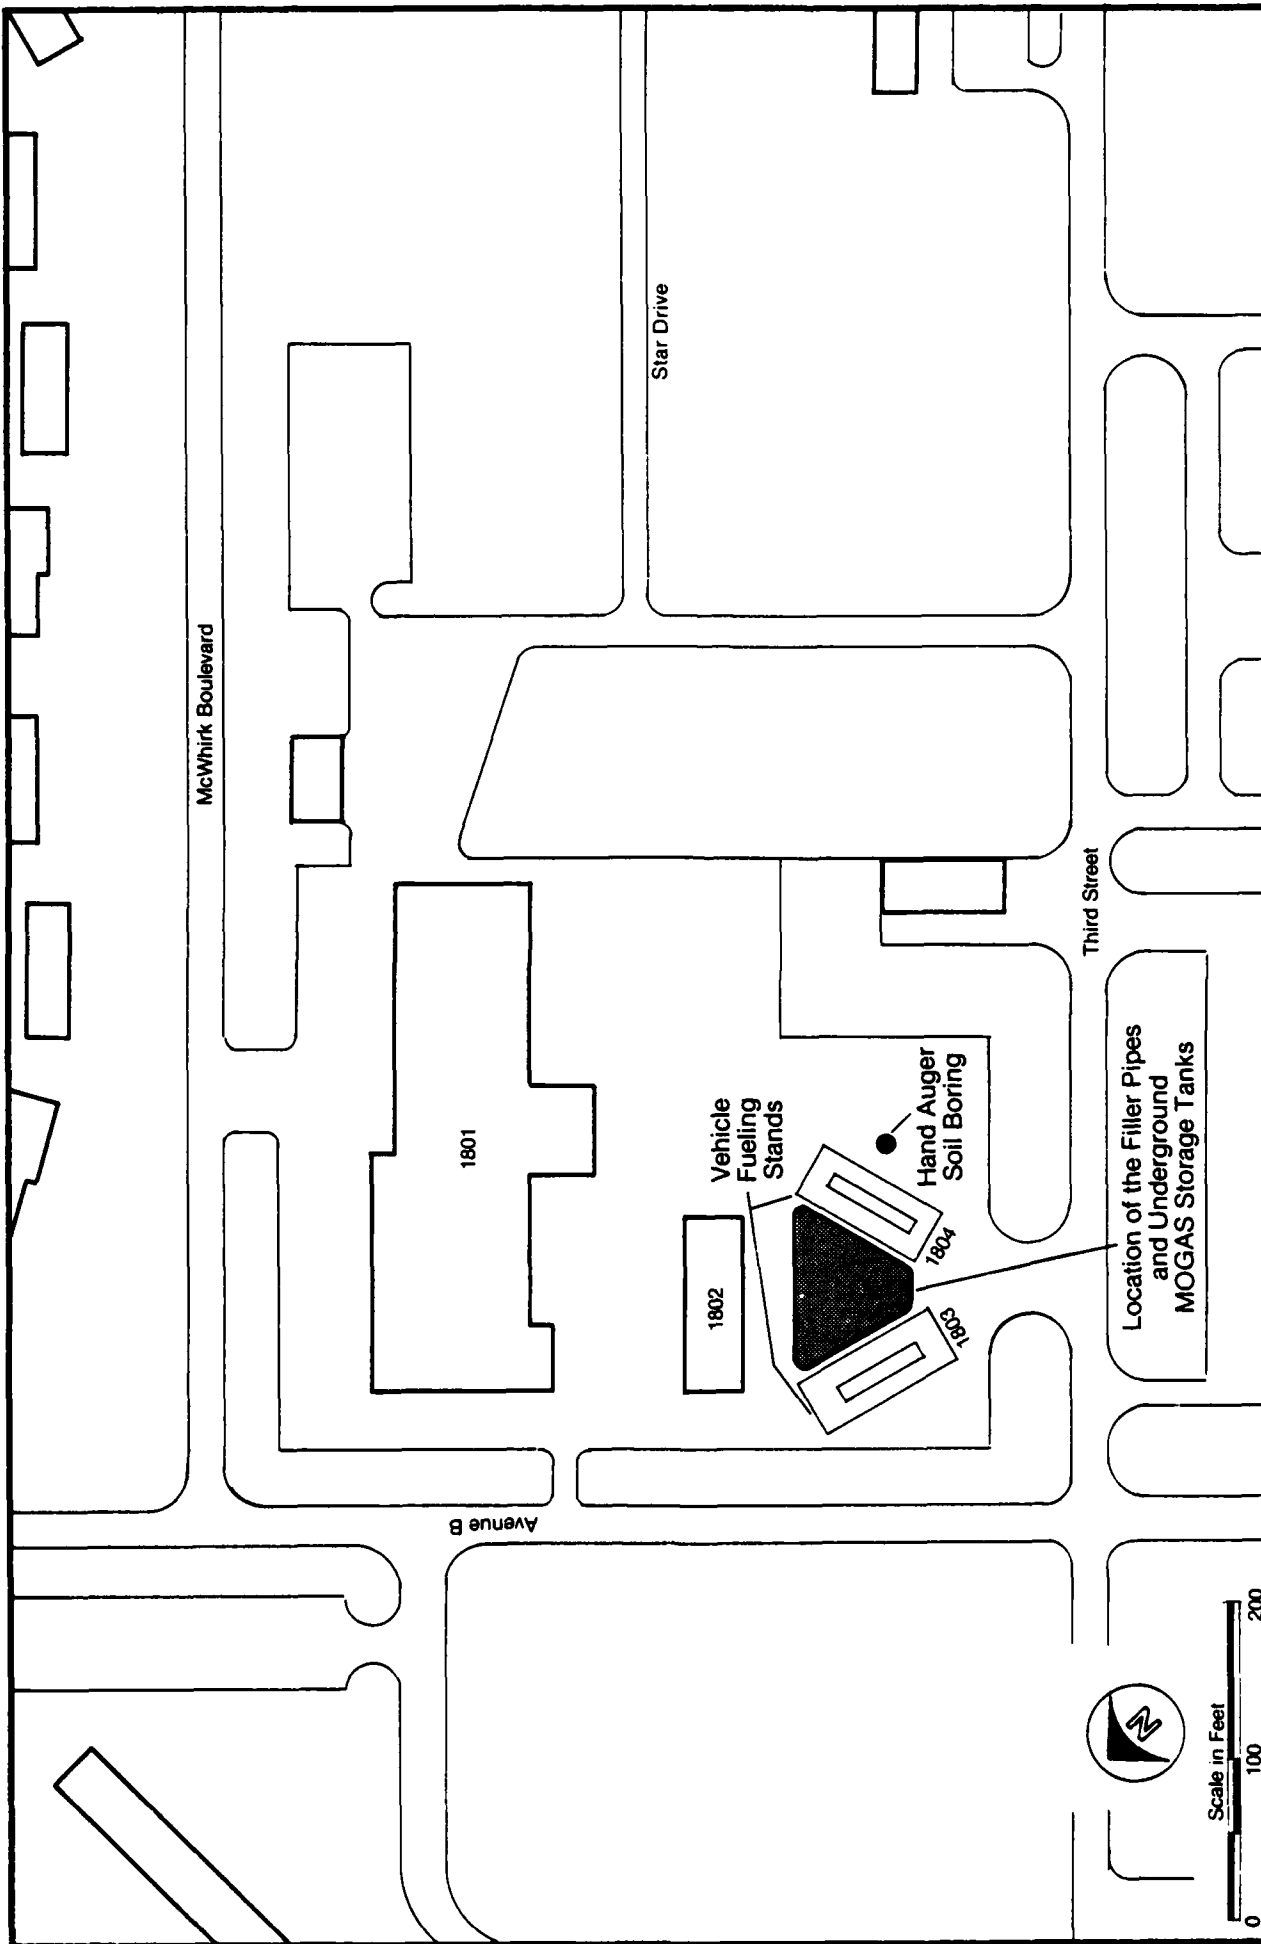 McWhirk Boulevard
Star Drive
1801
Avenue B
1802
Vehicle
Fueling
Stands
Hand Auger
Soil Boring
1804
1803
Third Street
Location of the Filler Pipes
and Underground
MOGAS Storage Tanks
N
Scale in Feet
0 100 200